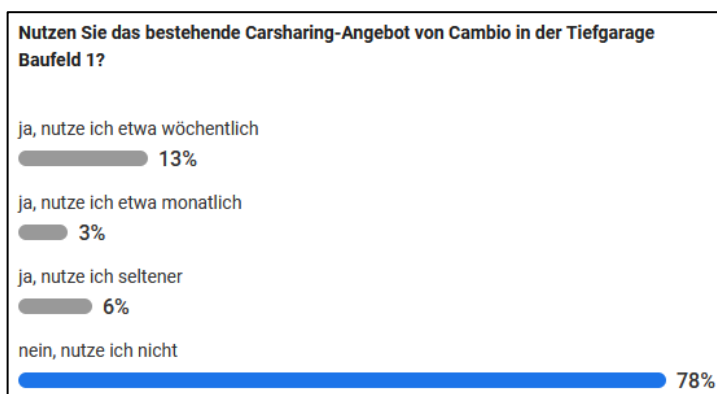 Nutzen Sie das bestehende Carsharing-Angebot von Cambio in der Tiefgarage
Baufeld 1?
ja, nutze ich etwa wöchentlich
13%
ja, nutze ich etwa monatlich
3%
ja, nutze ich seltener
6%
nein, nutze ich nicht
78%